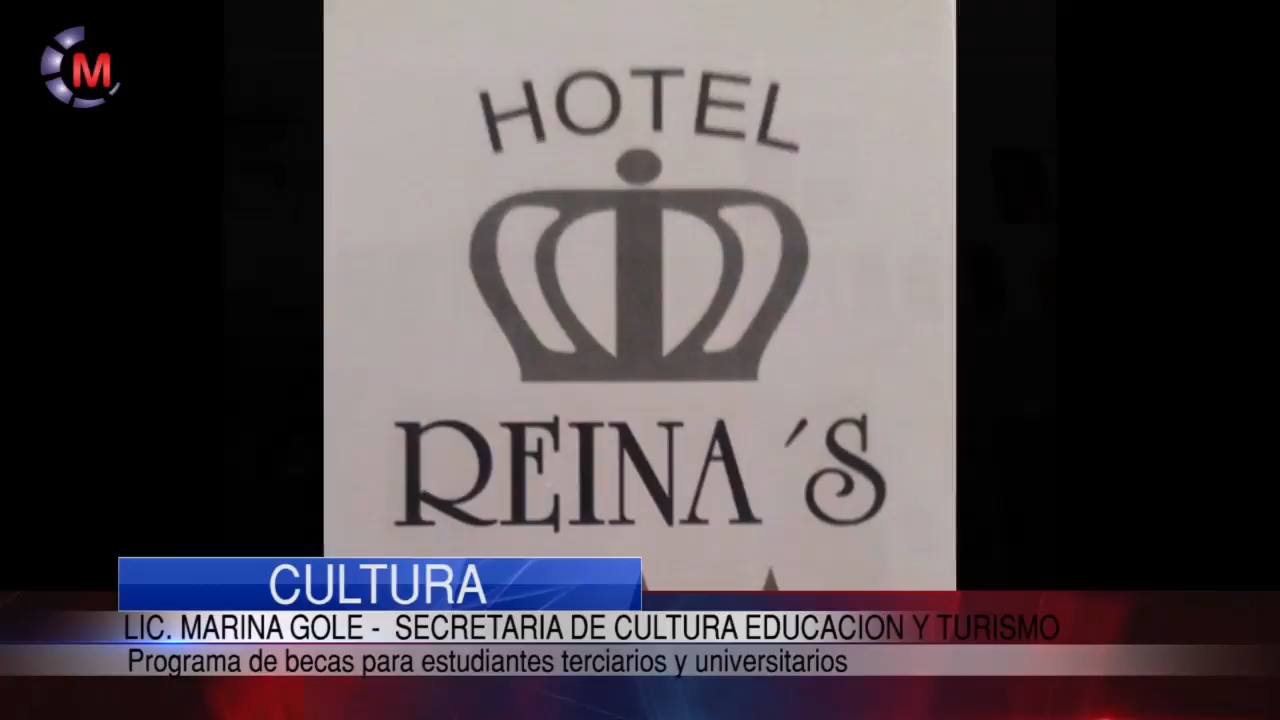 M
HOTEL
REINA´S
CULTURA
LIC. MARINA GOLE - SECRETARIA DE CULTURA EDUCACION Y TURISMO
Programa de becas para estudiantes terciarios y universitarios